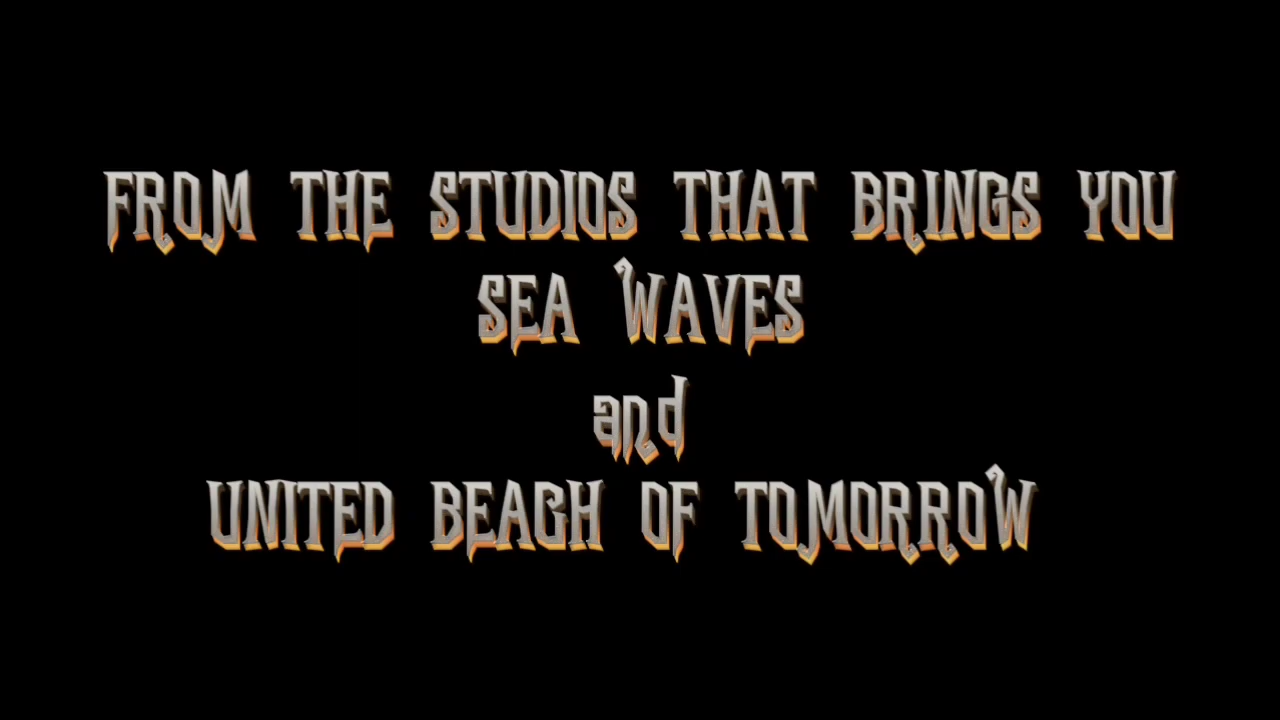 FROM THE STUDIOS THAT BRINGS YOU
SEA WAVES
and
UNITED BEACH OF TOMORROW